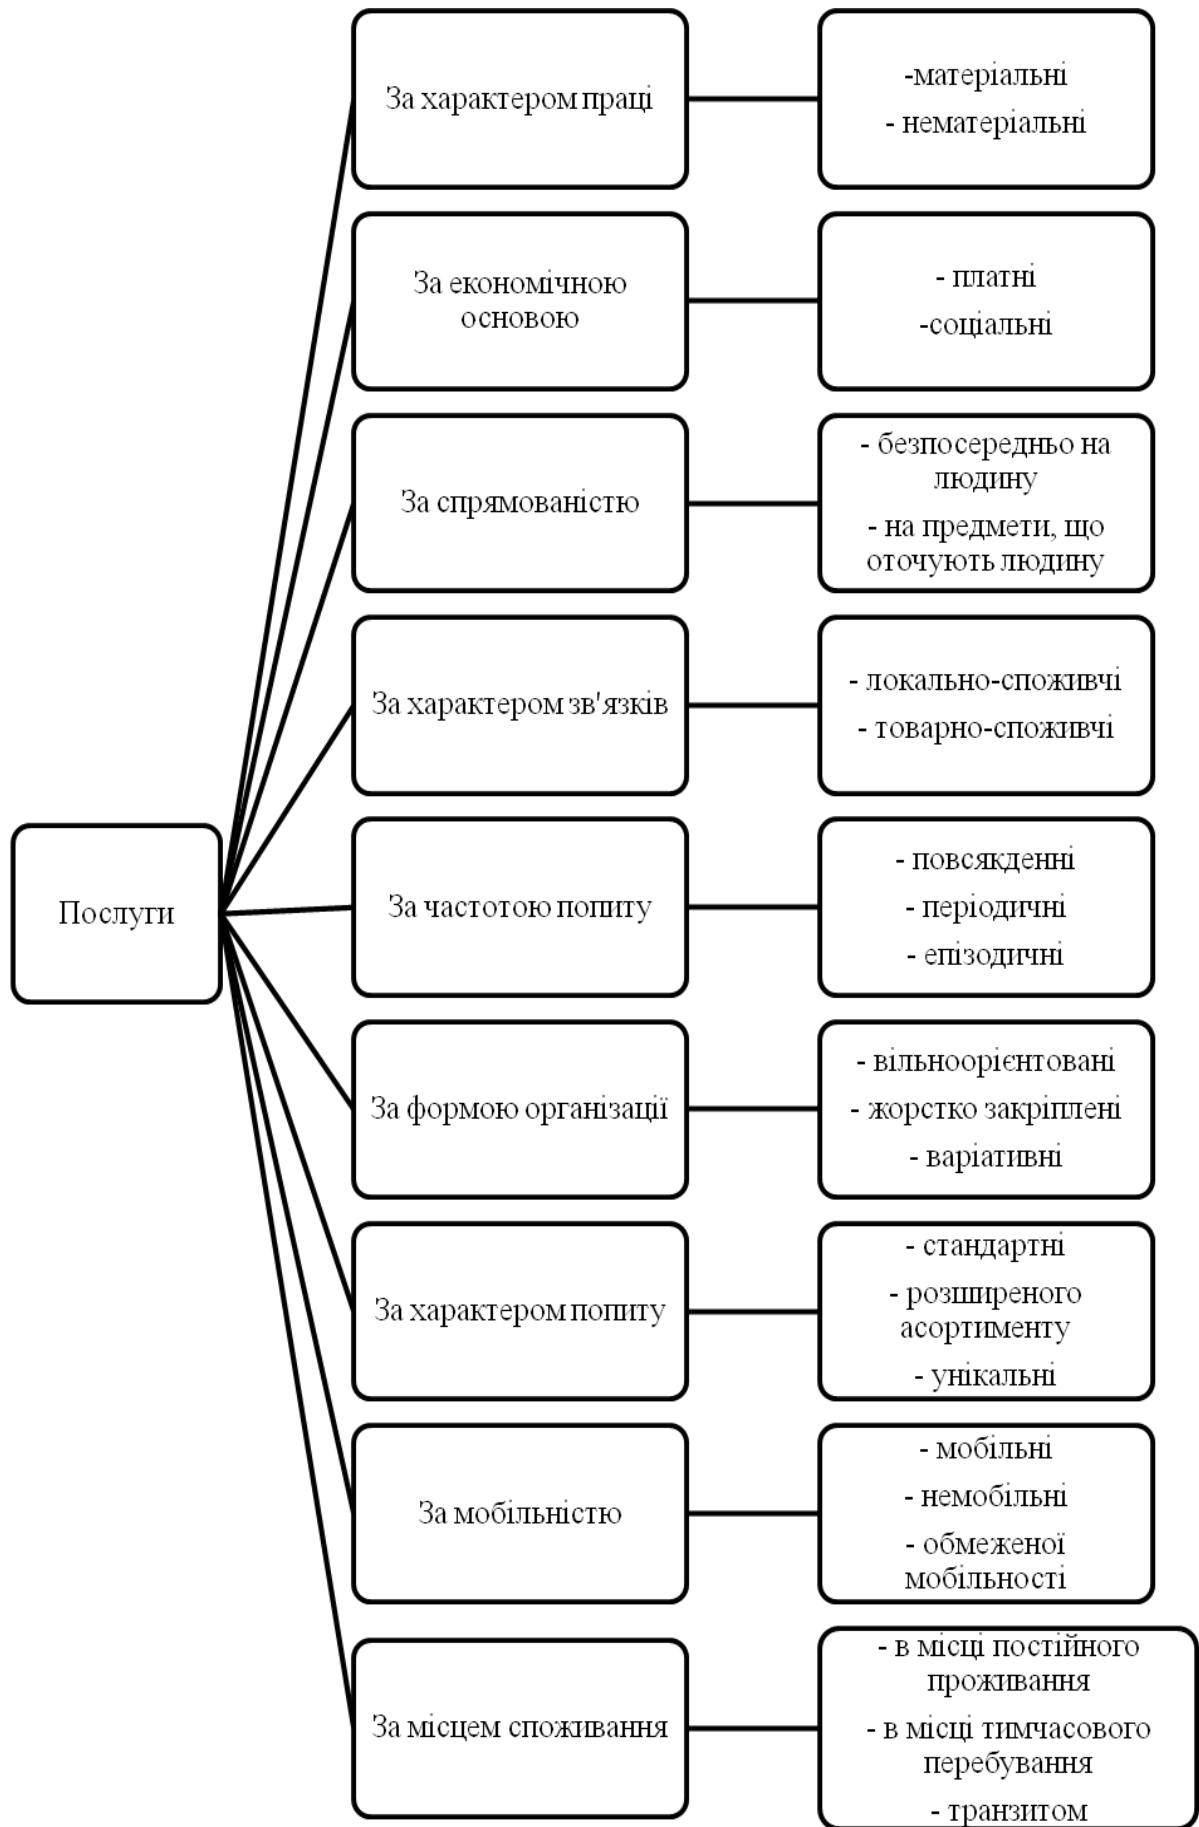 За характером праці
-матеріальні
- нематеріальні
За економічною
основою
- платні
-соціальні
За спрямованістю
- безпосередньо на
людину
- на предмети, що
оточують людину
За характером зв'язків
- локально-споживчі
- товарно-споживчі
Послуги
За частотою попиту
- повсякденні
- періодичні
- епізодичні
За формою організації
- вільноорієнтовані
- жорстко закріплені
- варіативні
За характером попиту
- стандартні
- розширеного
асортименту
- унікальні
За мобільністю
- мобільні
- немобільні
- обмеженої
мобільності
За місцем споживання
- в місці постійного
проживання
- в місці тимчасового
перебування
- транзитом